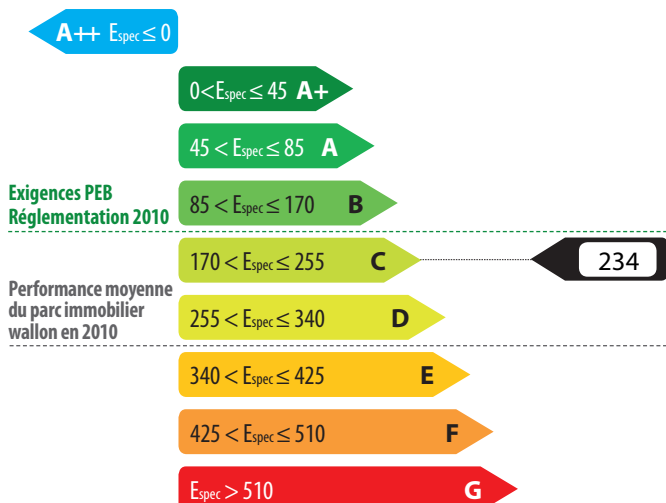 A++ Espec ≤ 0
0<Espec ≤ 45 A+
45 < Espec ≤ 85 A
Exigences PEB
Réglementation 2010
85 < Espec ≤ 170 B
170 < Espec ≤ 255 C
234
Performance moyenne
du parc immobilier
wallon en 2010
255 < Espec ≤ 340 D
340 < Espec ≤ 425 E
425 < Espec ≤ 510 F
Espec > 510 G